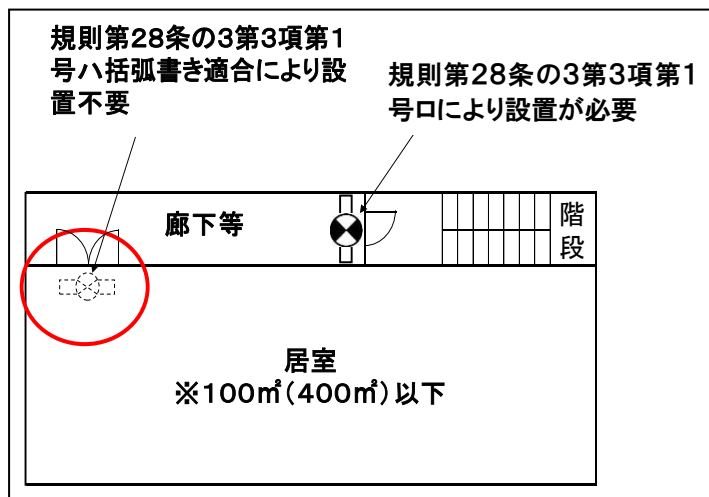 規則第28条の3第3項第1
号ハ括弧書き適合により設
置不要
規則第28条の3第3項第1
号ロにより設置が必要
廊下等
階
段
居室
※100㎡(400㎡)以下